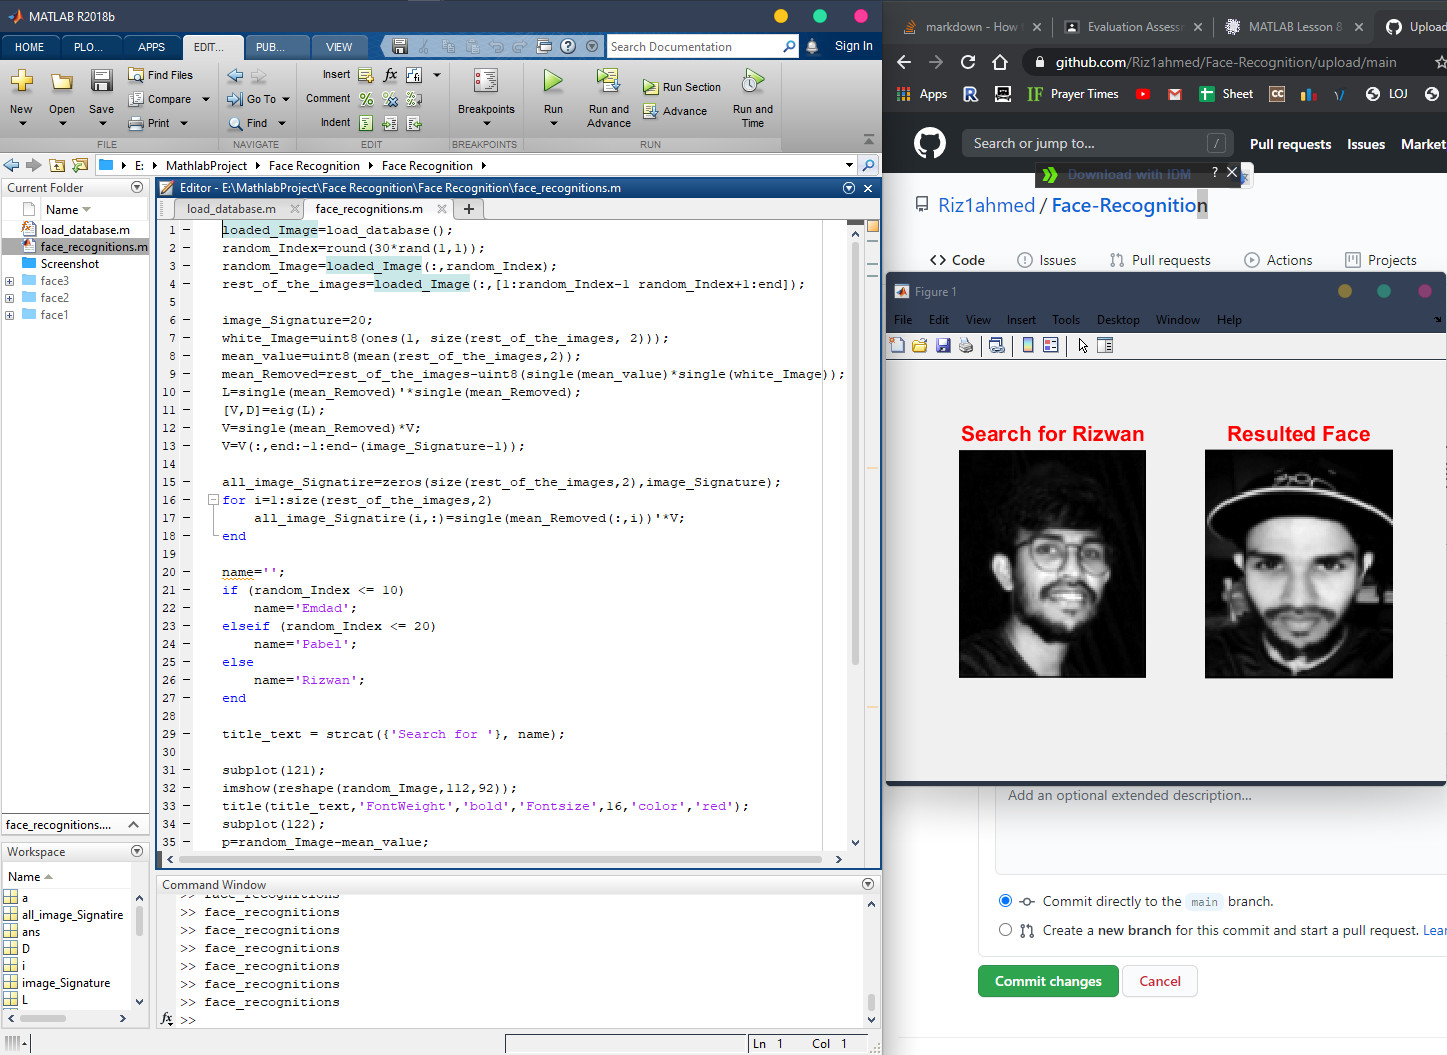 MATLAB R2018b
HOME
PLO...
APPS
EDIT...
PUB...
VIEW
Search Documentation
Sign In
New
Open
Save
Find Files
Compare
Print
FILE
Go To
Find
NAVIGATE
Insert
fx
Comment
Indent
EDIT
Breakpoints
BREAKPOINTS
Run
Run and
Advance
Run Section
Advance
Run and
Time
RUN
E:
MathlabProject
Face Recognition
Face Recognition
Current Folder
Name
load_database.m
face_recognitions.m
Screenshot
face3
face2
face1
face_recognitions....
Workspace
Name
a
all_image_Signatire
ans
D
i
image_Signature
L
Editor - E:\MathlabProject\Face Recognition\Face Recognition\face_recognitions.m
load_database.m
face_recognitions.m
1 loaded_Image=load_database();
2 random_Index=round(30*rand(1,1));
3 random_Image=loaded_Image(:,random_Index);
4 rest_of_the_images=loaded_Image(:,[1:random_Index-1 random_Index+1:end]);
5
6 image_Signature=20;
7 white_Image=uint8(ones(1, size(rest_of_the_images, 2)));
8 mean_value=uint8(mean(rest_of_the_images,2));
9 mean_Removed=rest_of_the_images-uint8(single(mean_value)*single(white_Image));
10 L=single(mean_Removed)'*single(mean_Removed);
11 [V,D]=eig(L);
12 V=single(mean_Removed)*V;
13 V=V(:,end:-1:end-(image_Signature-1));
14
15 all_image_Signatire=zeros(size(rest_of_the_images,2),image_Signature);
16 for i=1:size(rest_of_the_images,2)
17 all_image_Signatire(i,:)=single(mean_Removed(:,i))'*V;
18 end
19
20 name='';
21 if (random_Index <= 10)
22 name='Emdad';
23 elseif (random_Index <= 20)
24 name='Pabel';
25 else
26 name='Rizwan';
27 end
28
29 title_text = strcat({'Search for '}, name);
30
31 subplot(121);
32 imshow(reshape(random_Image,112,92));
33 title(title_text,'FontWeight','bold','Fontsize',16,'color','red');
34 subplot(122);
35 p=random_Image-mean_value;
Command Window
>> face_recognitions
>> face_recognitions
>> face_recognitions
>> face_recognitions
>> face_recognitions
>> face_recognitions
>> face_recognitions
fx >>
Ln 1 Col 1
markdown - How
Evaluation Assess
MATLAB Lesson 8
Upload
github.com/Riz1ahmed/Face-Recognition/upload/main
Apps
Prayer Times
Sheet
LOJ
Search or jump to...
/
Pull requests
Issues
Market
Download with IDM
?
Riz1ahmed / Face-Recognition
Code
Issues
Pull requests
Actions
Projects
Figure 1
File
Edit
View
Insert
Tools
Desktop
Window
Help
Search for Rizwan
Resulted Face
Add an optional extended description...
Commit directly to the main branch.
Create a new branch for this commit and start a pull request. Lear
Commit changes
Cancel